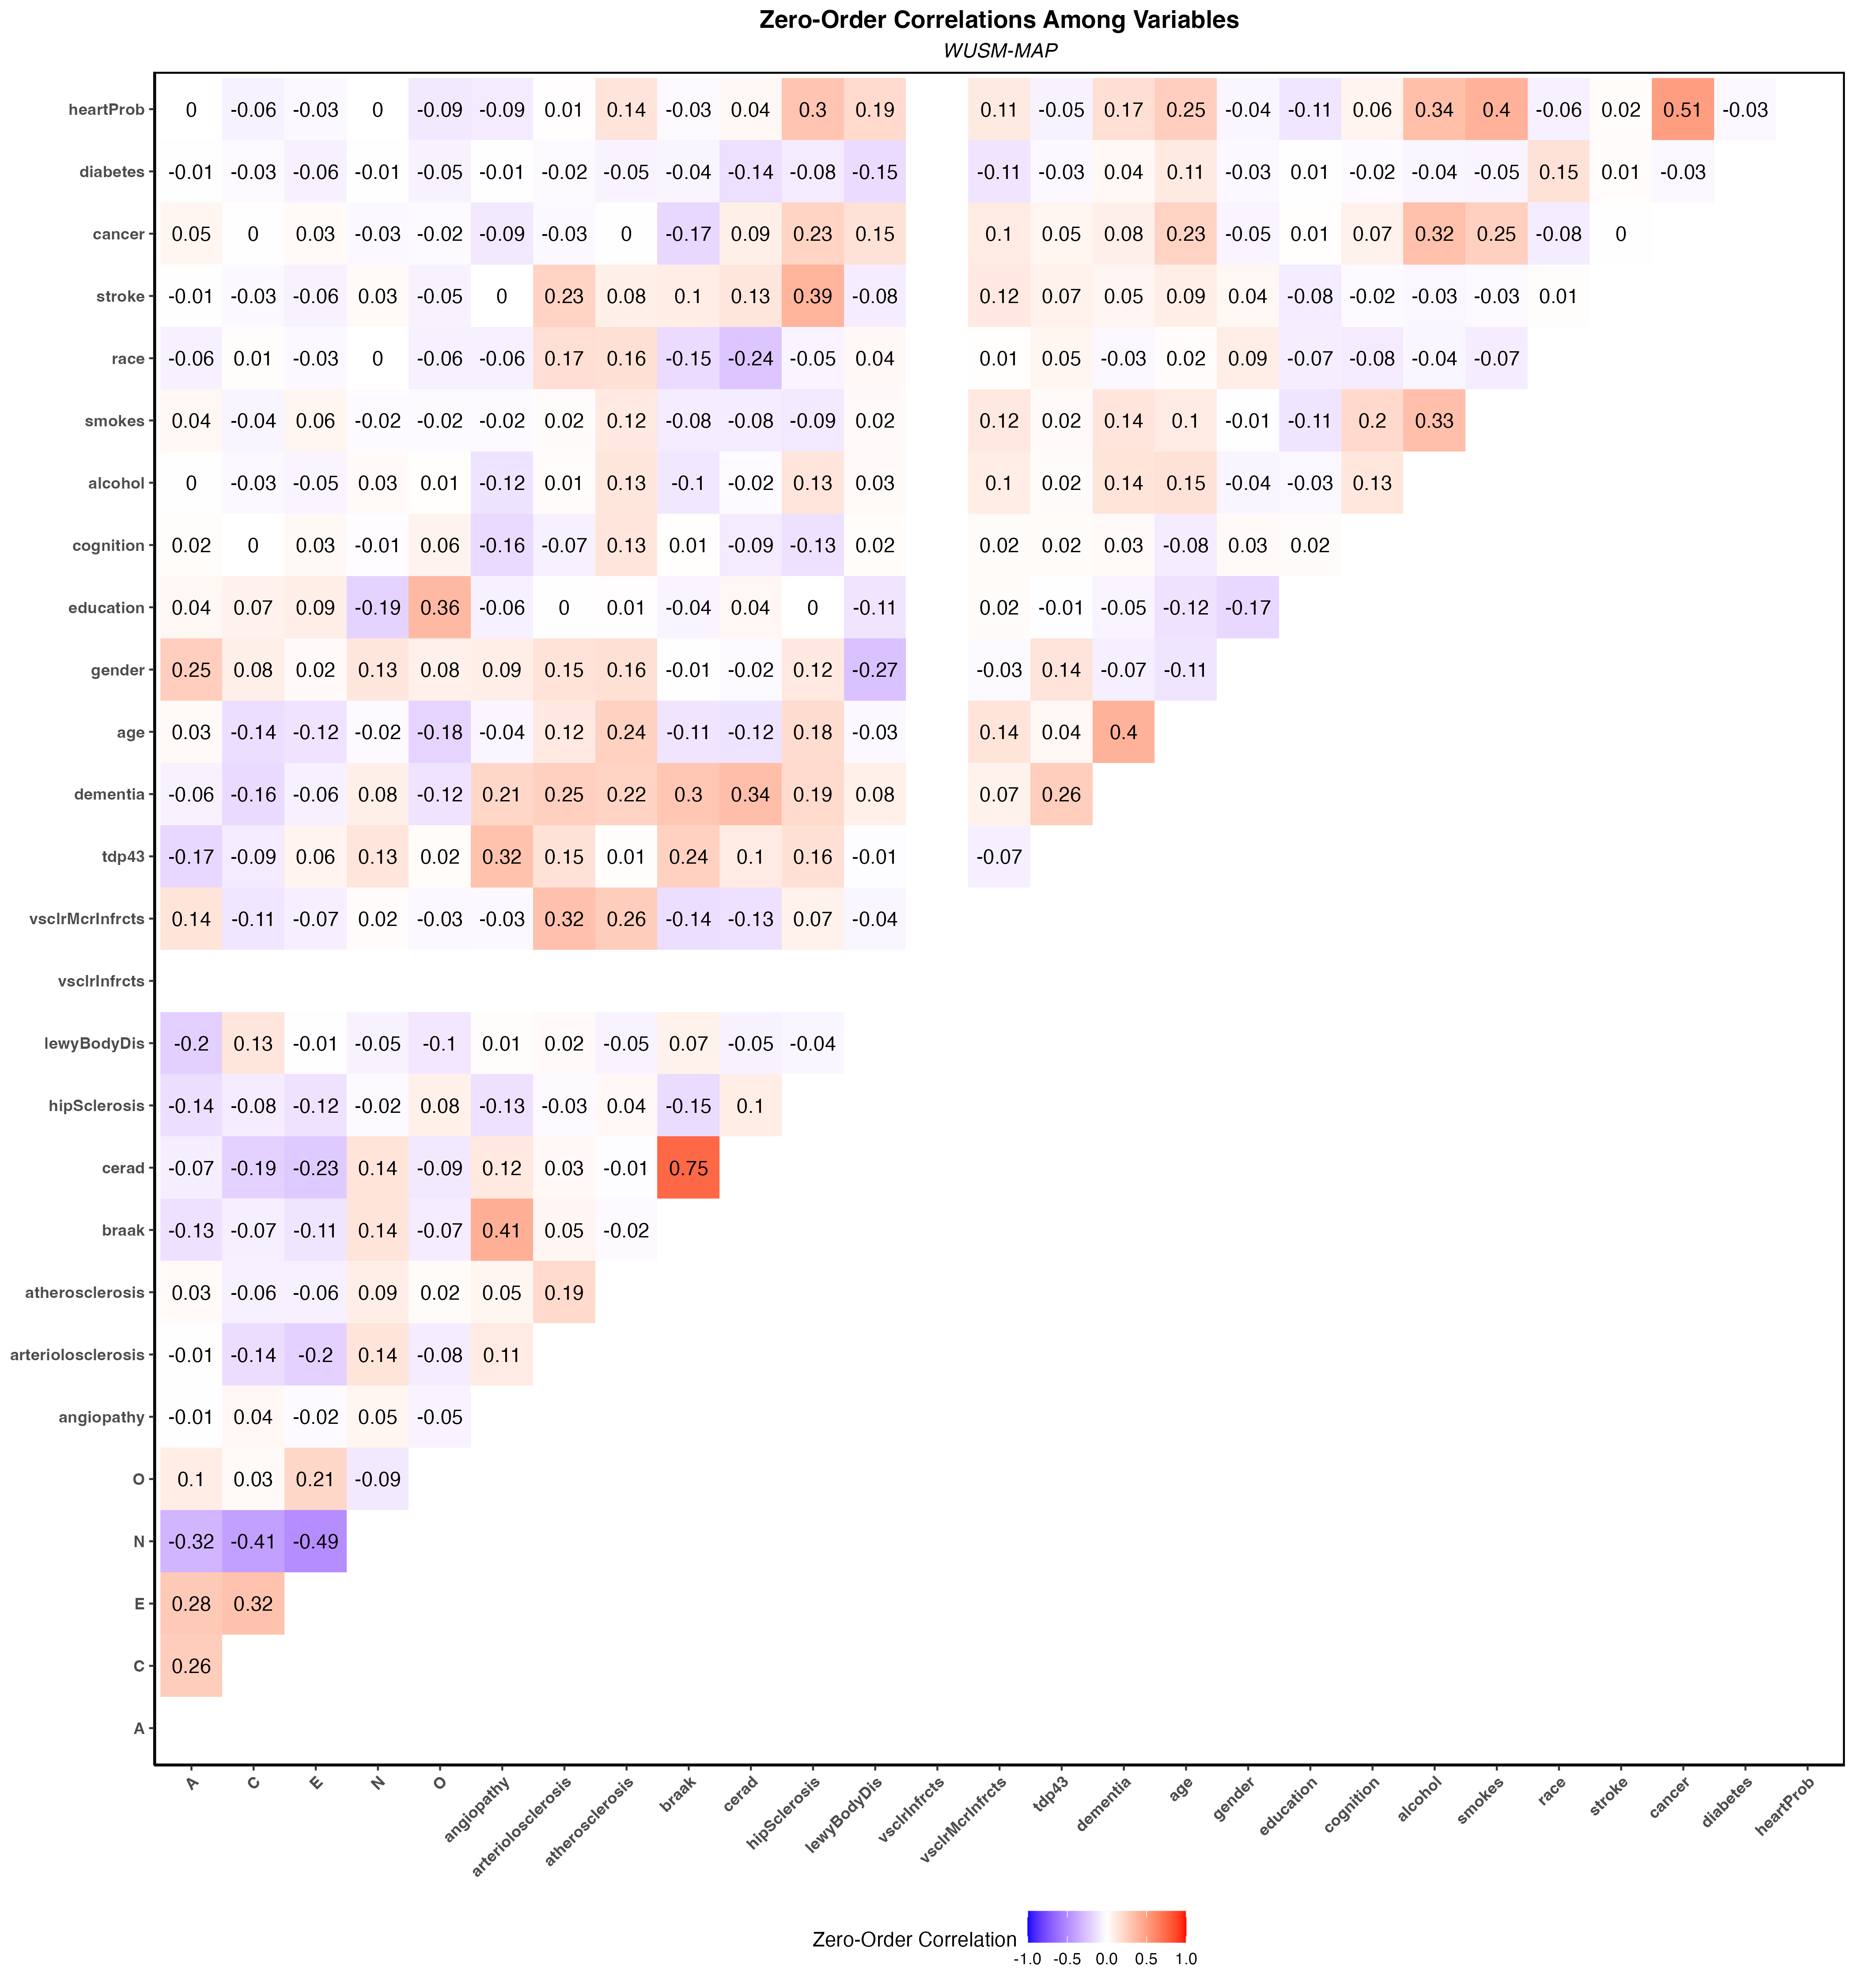 Zero-Order Correlations Among Variables
WUSM-MAP
heartProb 0 -0.06 -0.03 0 -0.09 -0.09 0.01 0.14 -0.03 0.04 0.3 0.19 0.11 -0.05 0.17 0.25 -0.04 -0.11 0.06 0.34 0.4 -0.06 0.02 0.51 -0.03
diabetes -0.01 -0.03 -0.06 -0.01 -0.05 -0.01 -0.02 -0.05 -0.04 -0.14 -0.08 -0.15 -0.11 -0.03 0.04 0.11 -0.03 0.01 -0.02 -0.04 -0.05 0.15 0.01 -0.03
cancer 0.05 0 0.03 -0.03 -0.02 -0.09 -0.03 0 -0.17 0.09 0.23 0.15 0.1 0.05 0.08 0.23 -0.05 0.01 0.07 0.32 0.25 -0.08 0
stroke -0.01 -0.03 -0.06 0.03 -0.05 0 0.23 0.08 0.1 0.13 0.39 -0.08 0.12 0.07 0.05 0.09 0.04 -0.08 -0.02 -0.03 -0.03 0.01
race -0.06 0.01 -0.03 0 -0.06 -0.06 0.17 0.16 -0.15 -0.24 -0.05 0.04 0.01 0.05 -0.03 0.02 0.09 -0.07 -0.08 -0.04 -0.07
smokes 0.04 -0.04 0.06 -0.02 -0.02 -0.02 0.02 0.12 -0.08 -0.08 -0.09 0.02 0.12 0.02 0.14 0.1 -0.01 -0.11 0.2 0.33
alcohol 0 -0.03 -0.05 0.03 0.01 -0.12 0.01 0.13 -0.1 -0.02 0.13 0.03 0.1 0.02 0.14 0.15 -0.04 -0.03 0.13
cognition 0.02 0 0.03 -0.01 0.06 -0.16 -0.07 0.13 0.01 -0.09 -0.13 0.02 0.02 0.02 0.03 -0.08 0.03 0.02
education 0.04 0.07 0.09 -0.19 0.36 -0.06 0 0.01 -0.04 0.04 0 -0.11 0.02 -0.01 -0.05 -0.12 -0.17
gender 0.25 0.08 0.02 0.13 0.08 0.09 0.15 0.16 -0.01 -0.02 0.12 -0.27 -0.03 0.14 -0.07 -0.11
age 0.03 -0.14 -0.12 -0.02 -0.18 -0.04 0.12 0.24 -0.11 -0.12 0.18 -0.03 0.14 0.04 0.4
dementia -0.06 -0.16 -0.06 0.08 -0.12 0.21 0.25 0.22 0.3 0.34 0.19 0.08 0.07 0.26
tdp43 -0.17 -0.09 0.06 0.13 0.02 0.32 0.15 0.01 0.24 0.1 0.16 -0.01 -0.07
vsclrMcrInfrcts 0.14 -0.11 -0.07 0.02 -0.03 -0.03 0.32 0.26 -0.14 -0.13 0.07 -0.04
vsclrInfrcts
lewyBodyDis -0.2 0.13 -0.01 -0.05 -0.1 0.01 0.02 -0.05 0.07 -0.05 -0.04
hipSclerosis -0.14 -0.08 -0.12 -0.02 0.08 -0.13 -0.03 0.04 -0.15 0.1
cerad -0.07 -0.19 -0.23 0.14 -0.09 0.12 0.03 -0.01 0.75
braak -0.13 -0.07 -0.11 0.14 -0.07 0.41 0.05 -0.02
atherosclerosis 0.03 -0.06 -0.06 0.09 0.02 0.05 0.19
arteriolosclerosis -0.01 -0.14 -0.2 0.14 -0.08 0.11
angiopathy -0.01 0.04 -0.02 0.05 -0.05
O 0.1 0.03 0.21 -0.09
N -0.32 -0.41 -0.49
E 0.28 0.32
C 0.26
A
A C E N O angiopathy arteriolosclerosis atherosclerosis braak cerad hipSclerosis lewyBodyDis vsclrInfrcts vsclrMcrInfrcts tdp43 dementia age gender education cognition alcohol smokes race stroke cancer diabetes heartProb
Zero-Order Correlation
-1.0 -0.5 0.0 0.5 1.0